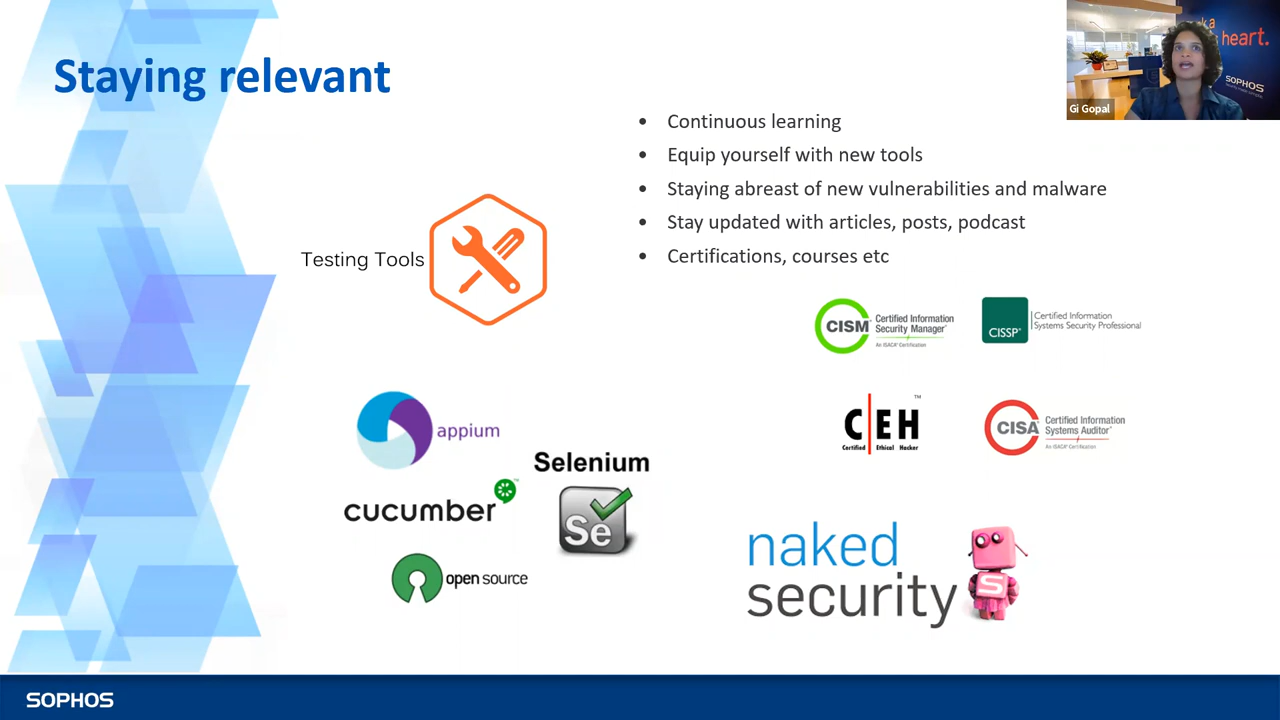 Staying relevant
• Continuous learning
• Equip yourself with new tools
• Staying abreast of new vulnerabilities and malware
• Stay updated with articles, posts, podcast
• Certifications, courses etc
Testing Tools
appium
Selenium
Se
cucumber
open source
CISM
Certified Information
Security Manager®
An ISACA® Certification
CISSP®
Certified Information
Systems Security Professional
C|EH ™
Certified Ethical Hacker
CISA
Certified Information
Systems Auditor®
An ISACA® Certification
naked
security
S
SOPHOS
heart.
SOPHOS
Gi Gopal